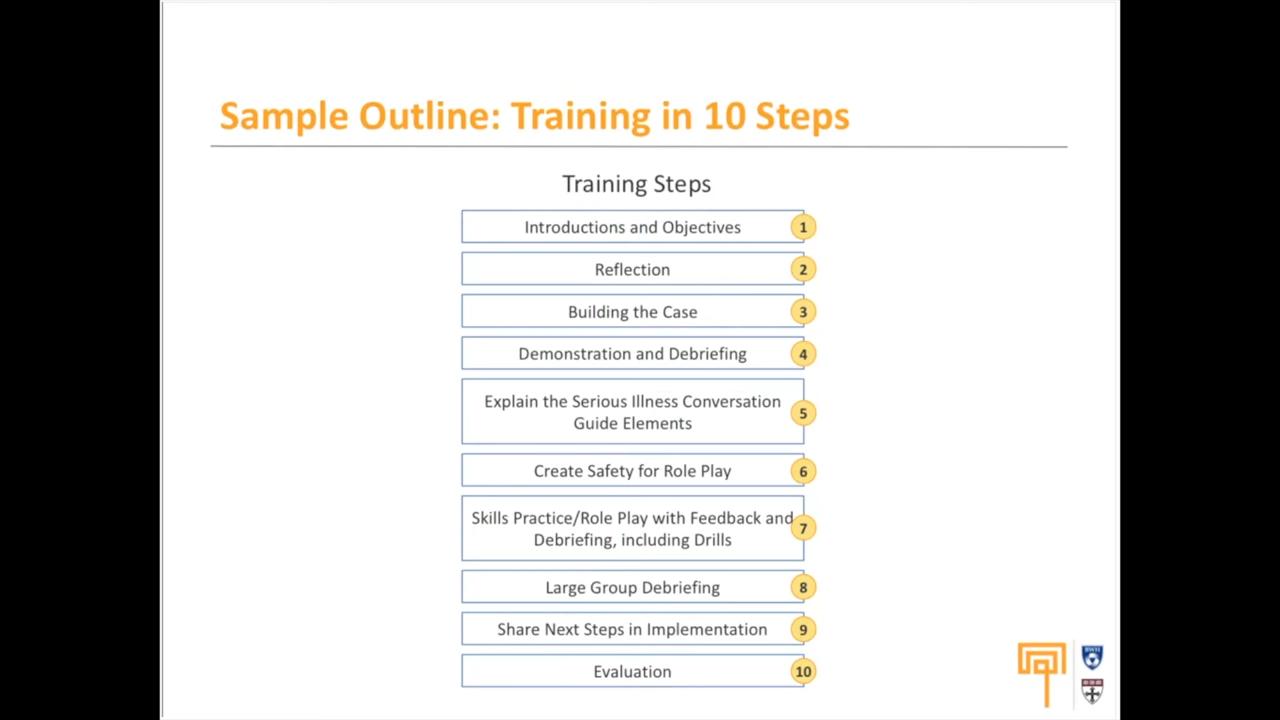 Sample Outline: Training in 10 Steps
Training Steps
Introductions and Objectives 1
Reflection 2
Building the Case 3
Demonstration and Debriefing 4
Explain the Serious Illness Conversation
Guide Elements 5
Create Safety for Role Play 6
Skills Practice/Role Play with Feedback and
Debriefing, including Drills 7
Large Group Debriefing 8
Share Next Steps in Implementation 9
Evaluation 10
BWH